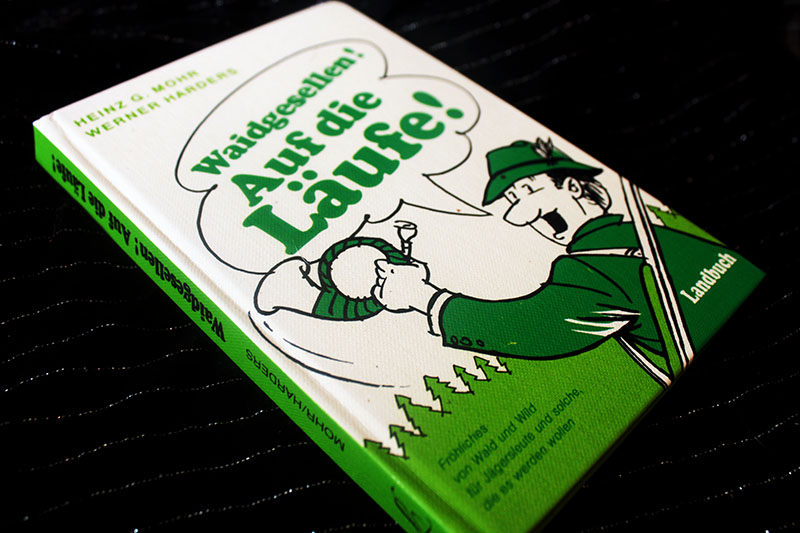 HEINZ G. MOHR
WERNER HARDERS
Waidgesellen!
Auf die
Läufe!
Landbuch
Fröhliches
von Wald und Wild
für Jägersleute und solche,
die es werden wollen
Waidgesellen! Auf die Läufe!
MOHR/HARDERS